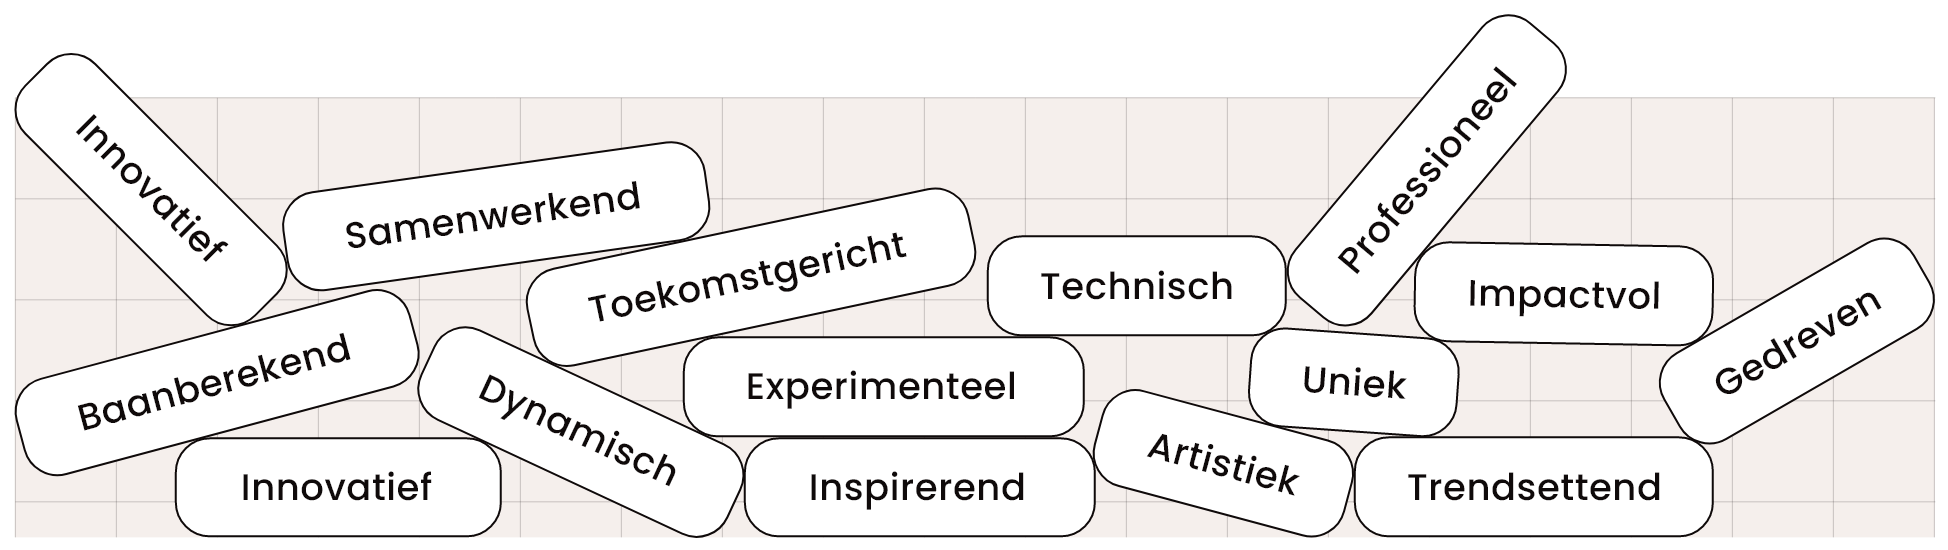 Innovatief
Samenwerkend
Toekomstgericht
Technisch
Professioneel
Impactvol
Gedreven
Baanberekend
Dynamisch
Experimenteel
Uniek
Innovatief
Inspirerend
Artistiek
Trendsettend